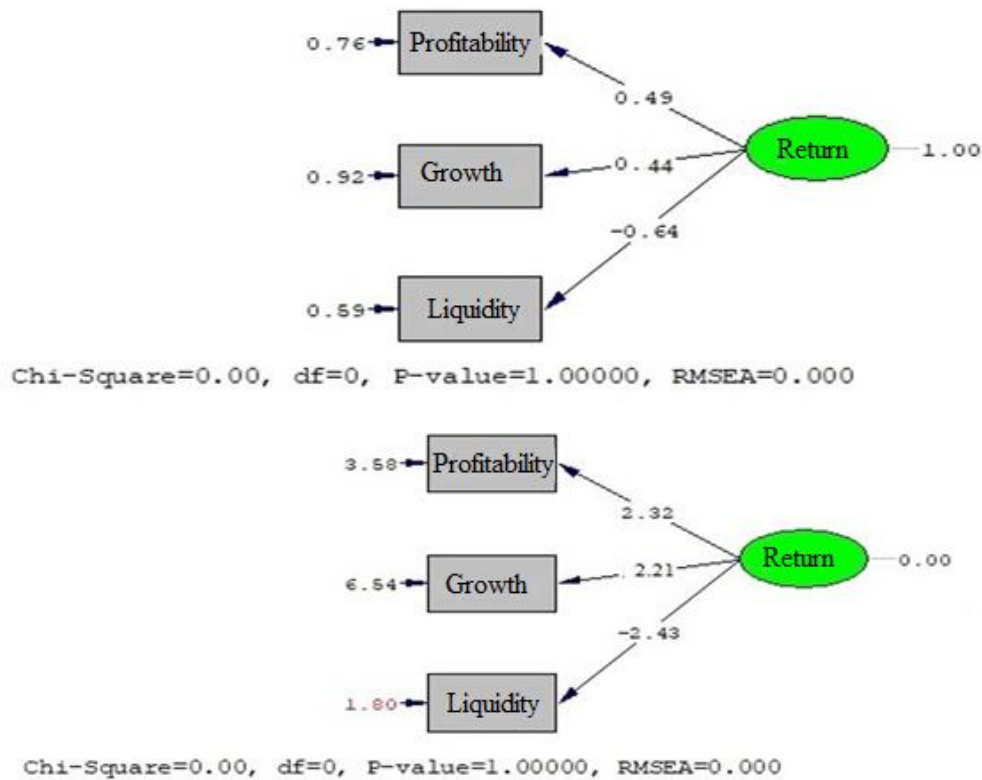 0.76
Profitability
0.49
Return
1.00
0.92
Growth
0.44
-0.64
0.59
Liquidity
Chi-Square=0.00, df=0, P-value=1.00000, RMSEA=0.000
3.58
Profitability
2.32
Return
0.00
6.54
Growth
2.21
-2.43
1.80
Liquidity
Chi-Square=0.00, df=0, P-value=1.00000, RMSEA=0.000